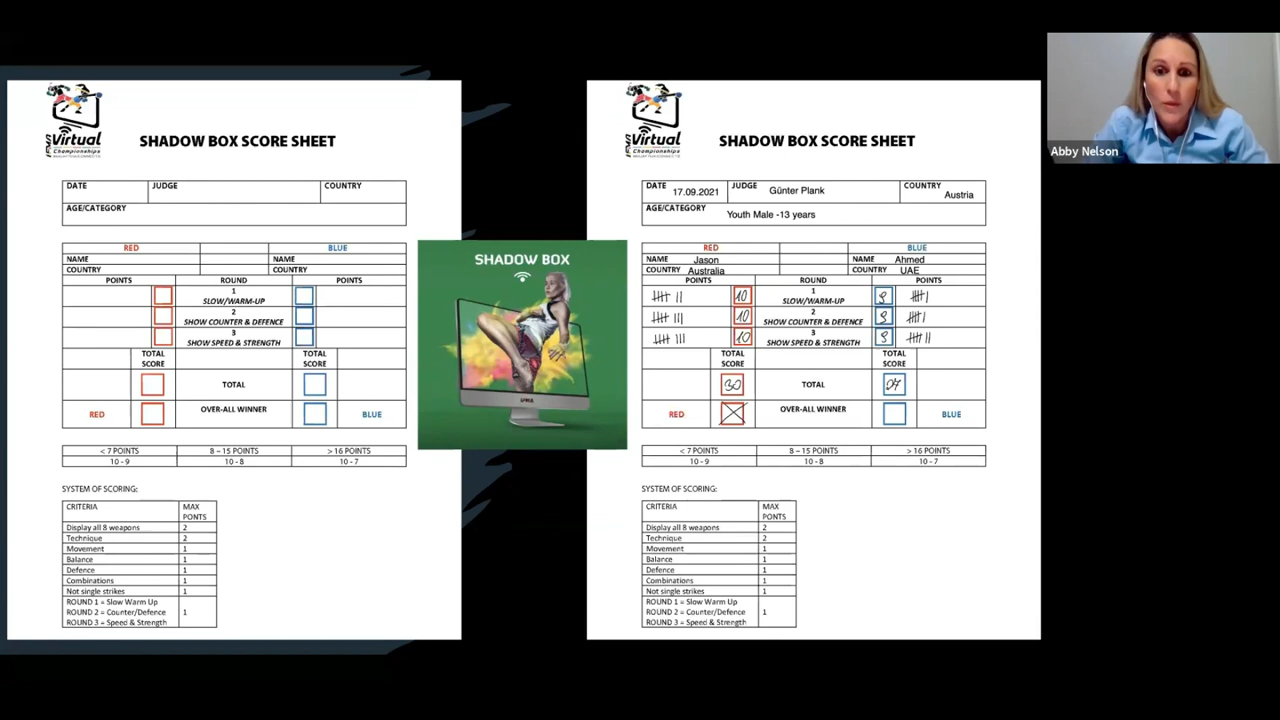 Virtual
Championships
SHADOW BOX SCORE SHEET
DATE JUDGE COUNTRY
AGE/CATEGORY
RED BLUE
NAME NAME
COUNTRY COUNTRY
POINTS ROUND POINTS
1
SLOW/WARM-UP
2
SHOW COUNTER & DEFENCE
3
SHOW SPEED & STRENGTH
TOTAL SCORE TOTAL SCORE
TOTAL
RED OVER-ALL WINNER BLUE
< 7 POINTS 8 – 15 POINTS > 16 POINTS
10 - 9 10 - 8 10 - 7
SYSTEM OF SCORING:
CRITERIA MAX PONTS
Display all 8 weapons 2
Technique 2
Movement 1
Balance 1
Defence 1
Combinations 1
Not single strikes 1
ROUND 1 = Slow Warm Up
ROUND 2 = Counter/Defence 1
ROUND 3 = Speed & Strength
SHADOW BOX
Virtual
Championships
SHADOW BOX SCORE SHEET
DATE 17.09.2021 JUDGE Günter Plank COUNTRY Austria
AGE/CATEGORY Youth Male -13 years
RED BLUE
NAME Jason NAME Ahmed
COUNTRY Australia COUNTRY UAE
POINTS ROUND POINTS
10 1 9
SLOW/WARM-UP
10 2 9
SHOW COUNTER & DEFENCE
10 3 9
SHOW SPEED & STRENGTH
TOTAL SCORE TOTAL SCORE
30 TOTAL 27
RED OVER-ALL WINNER BLUE
< 7 POINTS 8 – 15 POINTS > 16 POINTS
10 - 9 10 - 8 10 - 7
SYSTEM OF SCORING:
CRITERIA MAX PONTS
Display all 8 weapons 2
Technique 2
Movement 1
Balance 1
Defence 1
Combinations 1
Not single strikes 1
ROUND 1 = Slow Warm Up
ROUND 2 = Counter/Defence 1
ROUND 3 = Speed & Strength
Abby Nelson